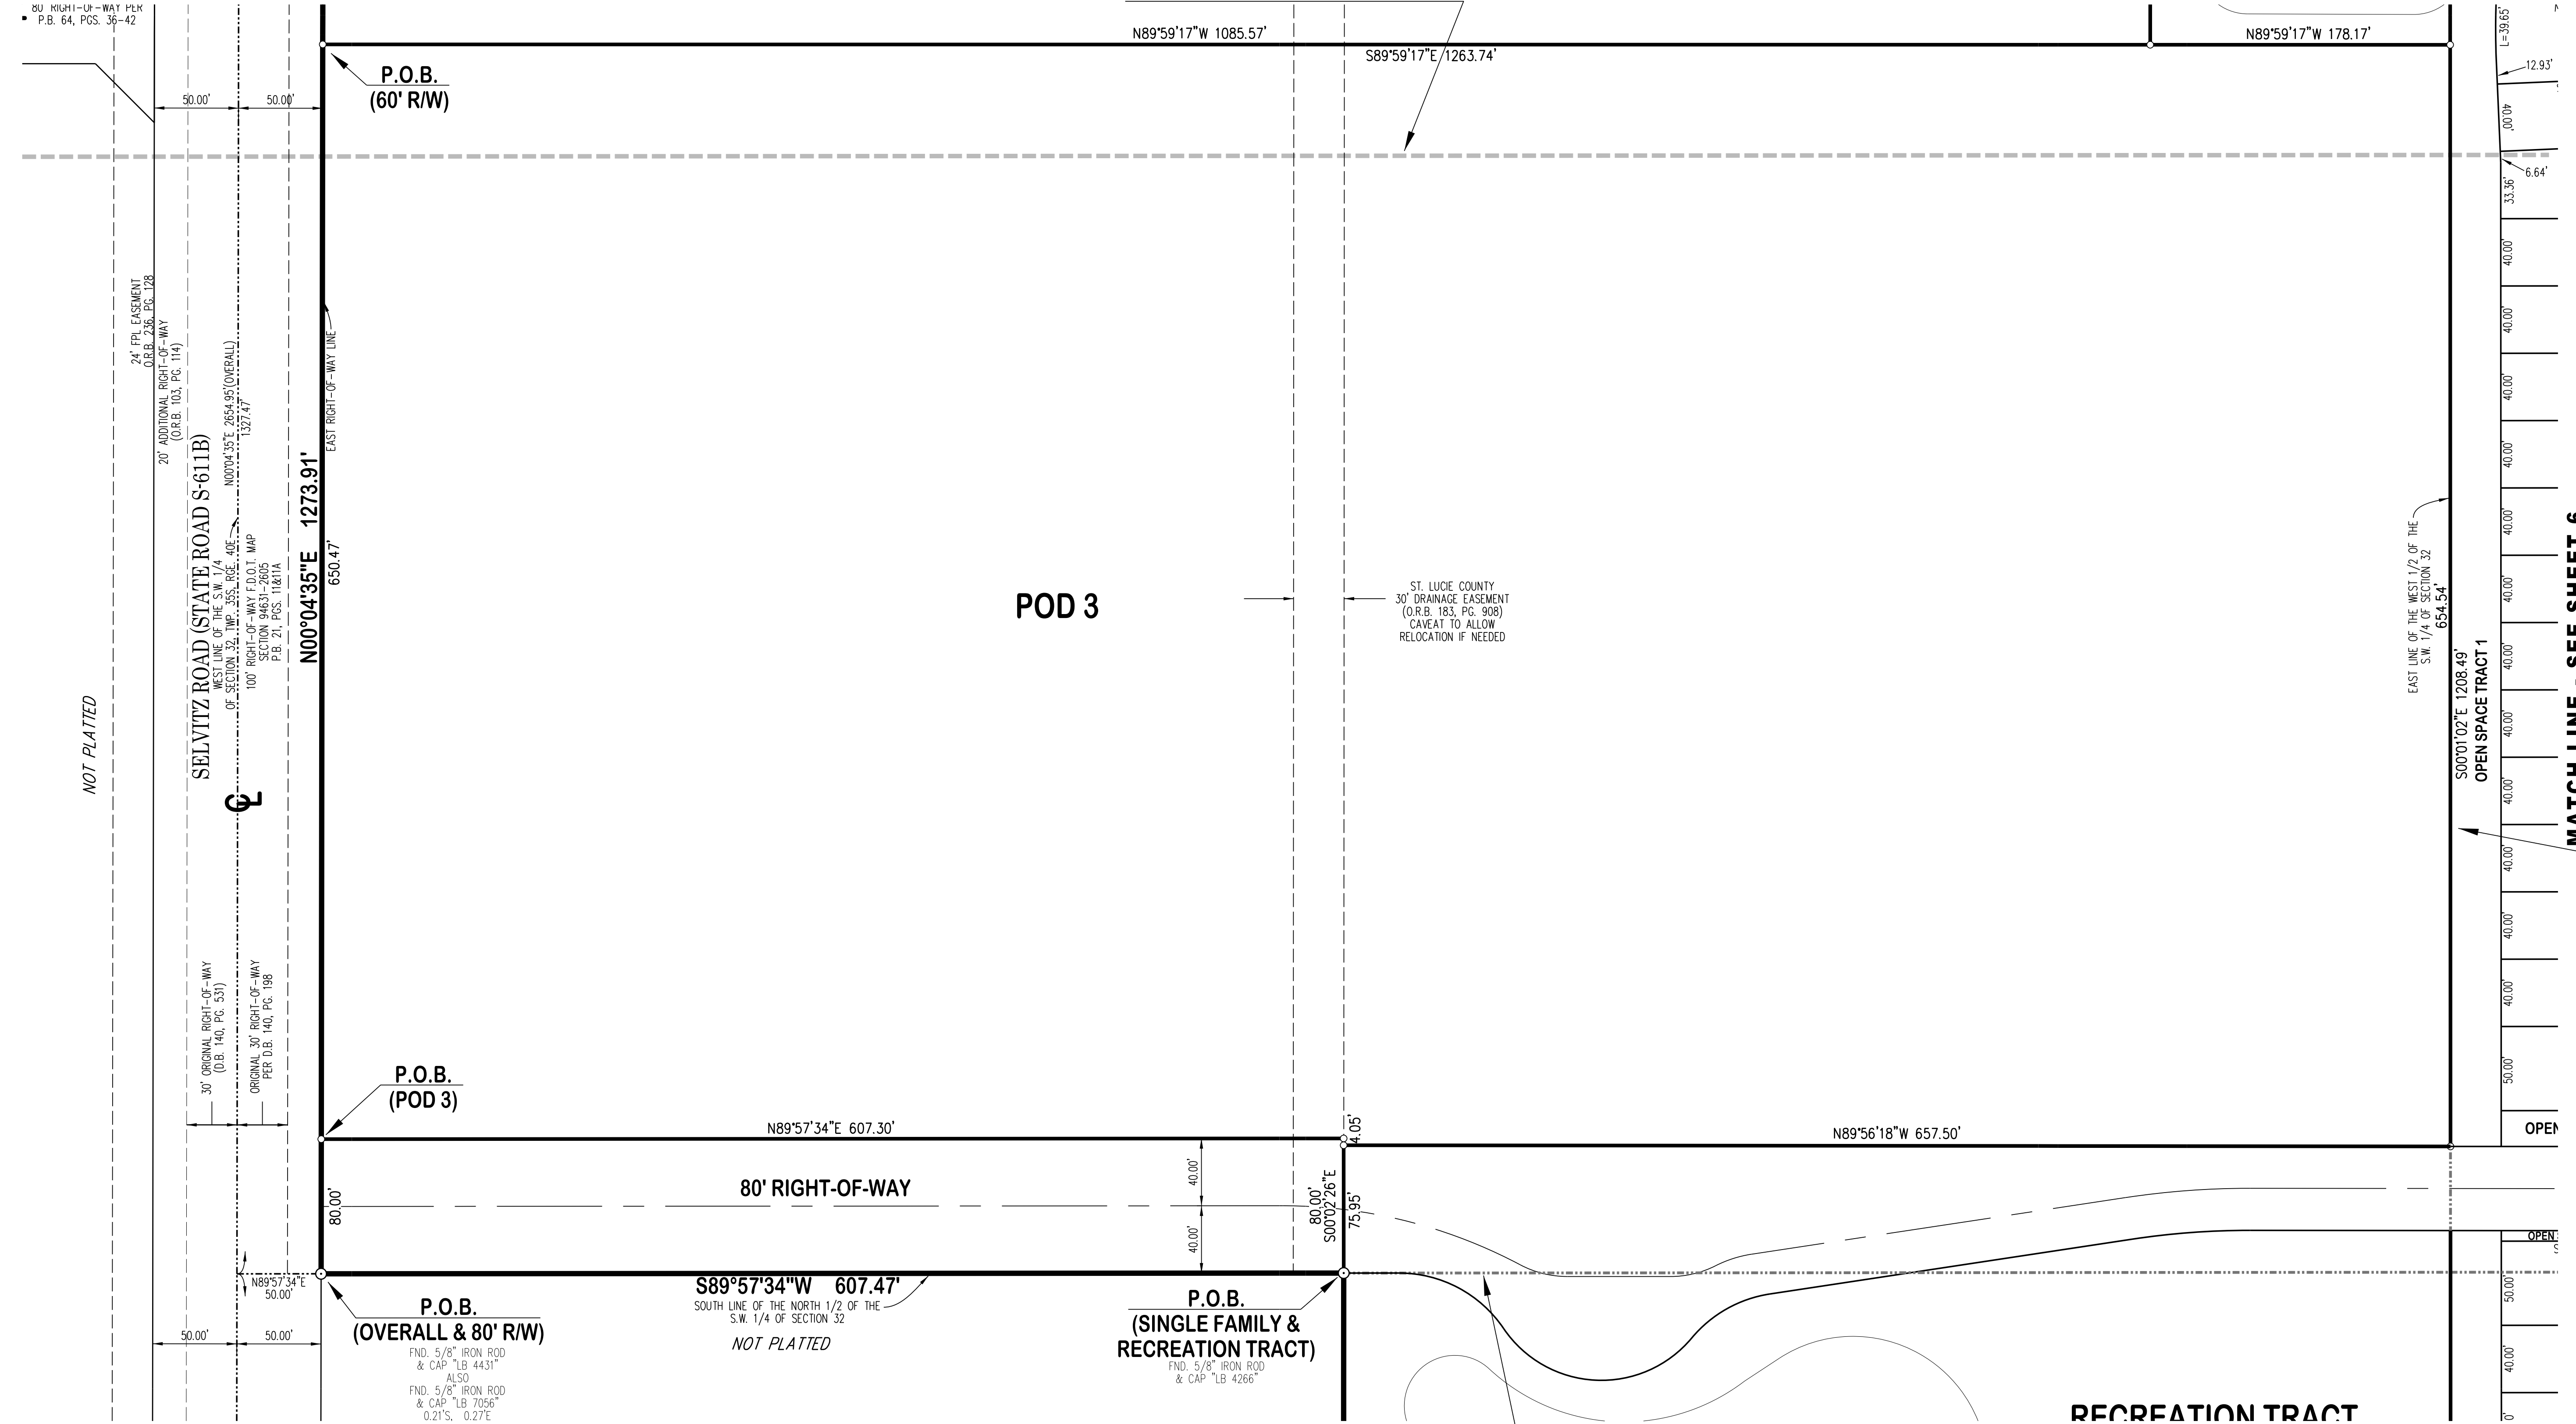 80' RIGHT-OF-WAY PER
P.B. 64, PGS. 36-42
N89°59'17"W 1085.57'
S89°59'17"E 1263.74'
N89°59'17"W 178.17'
L=39.65'
12.93'
40.00'
6.64'
33.36'
P.O.B.
(60' R/W)
50.00'
50.00'
24' FPL EASEMENT
O.R.B. 236, PG. 128
20' ADDITIONAL RIGHT-OF-WAY
(O.R.B. 103, PG. 114)
SELVITZ ROAD (STATE ROAD S-611B)
WEST LINE OF THE S.W. 1/4
OF SECTION 32, TWP. 35S, RGE. 40E
N00°04'35"E 2654.95'(OVERALL)
1327.47'
100' RIGHT-OF-WAY F.D.O.T. MAP
SECTION 94631-2605
P.B. 21, PGS. 11&11A
EAST RIGHT-OF-WAY LINE
N00°04'35"E 1273.91'
650.47'
NOT PLATTED
CL
POD 3
ST. LUCIE COUNTY
30' DRAINAGE EASEMENT
(O.R.B. 183, PG. 908)
CAVEAT TO ALLOW
RELOCATION IF NEEDED
EAST LINE OF THE WEST 1/2 OF THE
S.W. 1/4 OF SECTION 32
654.54'
S00°01'02"E 1208.49'
OPEN SPACE TRACT 1
40.00'
40.00'
40.00'
40.00'
40.00'
40.00'
40.00'
40.00'
40.00'
40.00'
40.00'
40.00'
50.00'
MATCH LINE - SEE SHEET 6
30' ORIGINAL RIGHT-OF-WAY
(D.B. 140, PG. 531)
ORIGINAL 30' RIGHT-OF-WAY
PER D.B. 140, PG. 198
P.O.B.
(POD 3)
N89°57'34"E 607.30'
4.05'
N89°56'18"W 657.50'
OPEN
80.00'
80' RIGHT-OF-WAY
40.00'
40.00'
80.00'
S00°02'26"E
75.95'
OPEN
N89°57'34"E
50.00'
S89°57'34"W 607.47'
SOUTH LINE OF THE NORTH 1/2 OF THE
S.W. 1/4 OF SECTION 32
NOT PLATTED
P.O.B.
(OVERALL & 80' R/W)
FND. 5/8" IRON ROD
& CAP "LB 4431"
ALSO
FND. 5/8" IRON ROD
& CAP "LB 7056"
0.21'S, 0.27'E
50.00'
50.00'
P.O.B.
(SINGLE FAMILY &
RECREATION TRACT)
FND. 5/8" IRON ROD
& CAP "LB 4266"
50.00'
40.00'
RECREATION TRACT